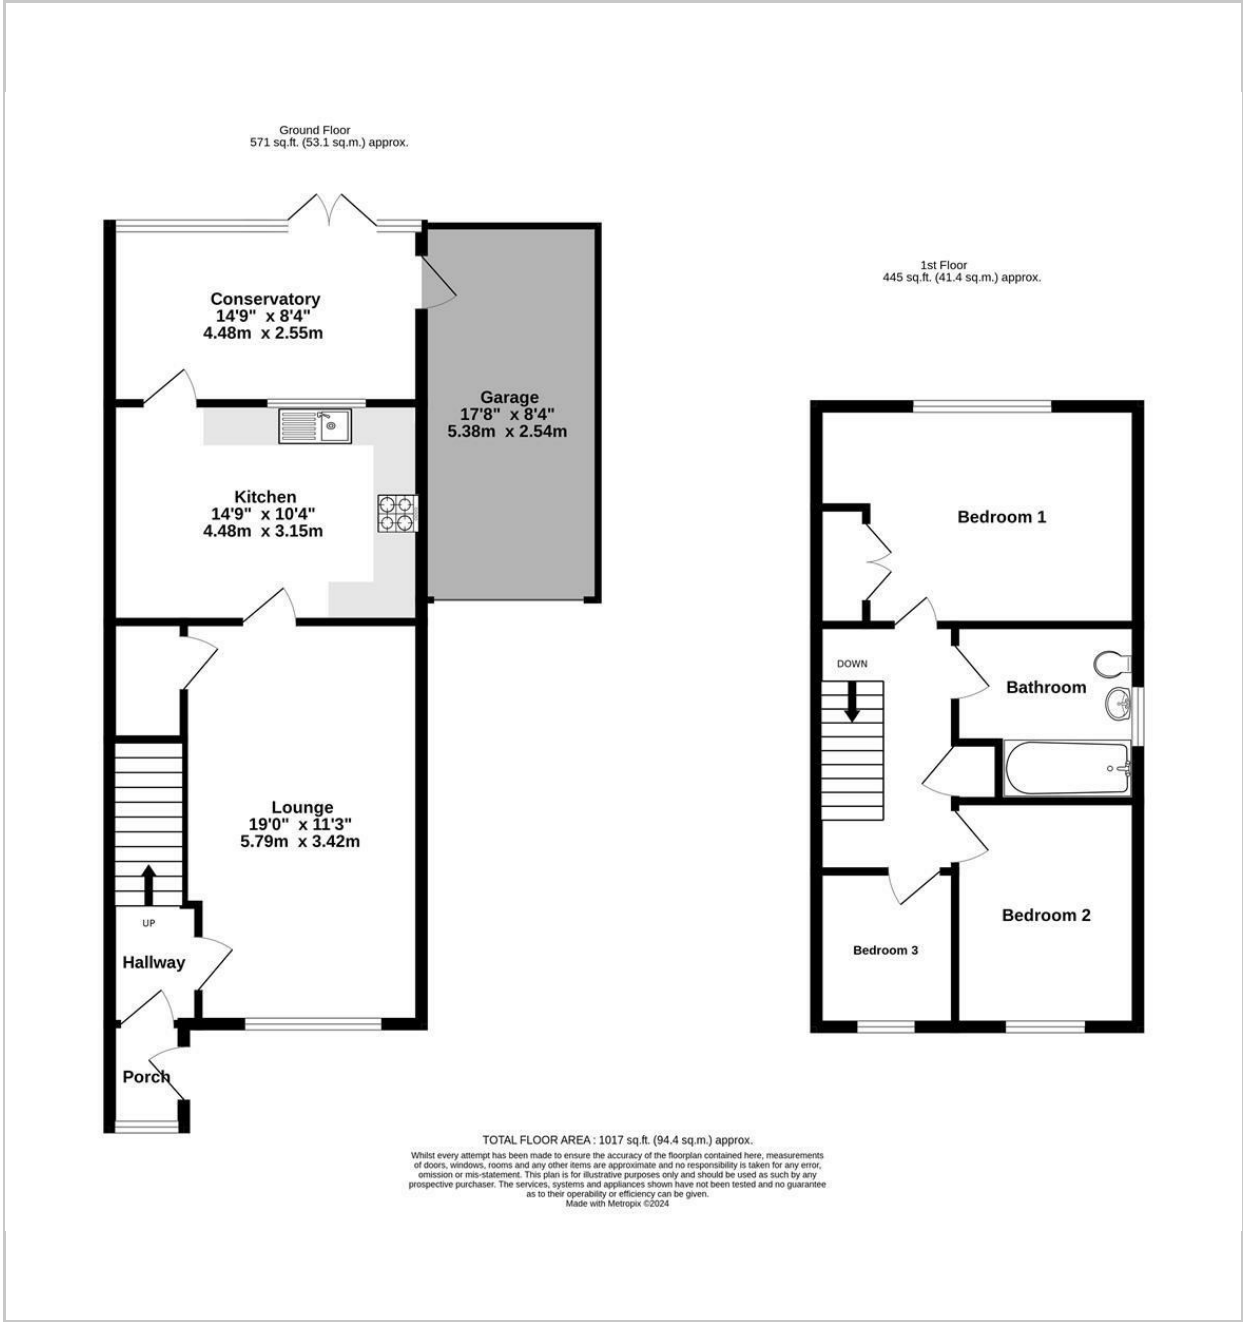 Ground Floor
571 sq.ft. (53.1 sq.m.) approx.
Conservatory
14'9" x 8'4"
4.48m x 2.55m
Garage
17'8" x 8'4"
5.38m x 2.54m
Kitchen
14'9" x 10'4"
4.48m x 3.15m
Lounge
19'0" x 11'3"
5.79m x 3.42m
UP
Hallway
Porch
1st Floor
445 sq.ft. (41.4 sq.m.) approx.
Bedroom 1
DOWN
Bathroom
Bedroom 2
Bedroom 3
TOTAL FLOOR AREA : 1017 sq.ft. (94.4 sq.m.) approx.
Whilst every attempt has been made to ensure the accuracy of the floorplan contained here, measurements
of doors, windows, rooms and any other items are approximate and no responsibility is taken for any error,
omission or mis-statement. This plan is for illustrative purposes only and should be used as such by any
prospective purchaser. The services, systems and appliances shown have not been tested and no guarantee
as to their operability or efficiency can be given.
Made with Metropix ©2024